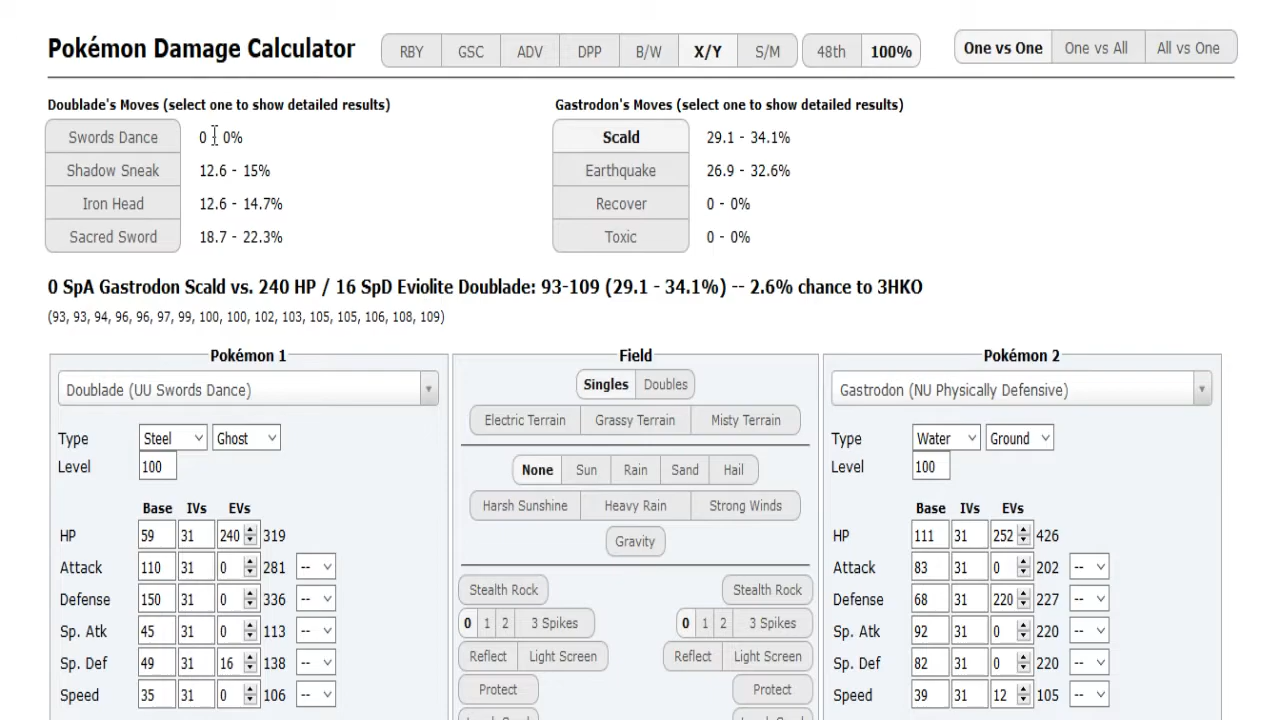 Pokémon Damage Calculator
RBY GSC ADV DPP B/W X/Y S/M 48th 100% One vs One One vs All All vs One
Doublade's Moves (select one to show detailed results) Gastrodon's Moves (select one to show detailed results)
Swords Dance 0 - 0% Scald 29.1 - 34.1%
Shadow Sneak 12.6 - 15% Earthquake 26.9 - 32.6%
Iron Head 12.6 - 14.7% Recover 0 - 0%
Sacred Sword 18.7 - 22.3% Toxic 0 - 0%
0 SpA Gastrodon Scald vs. 240 HP / 16 SpD Eviolite Doublade: 93-109 (29.1 - 34.1%) -- 2.6% chance to 3HKO
(93, 93, 94, 96, 96, 97, 99, 100, 100, 102, 103, 105, 105, 106, 108, 109)
Pokémon 1 Field Pokémon 2
Doublade (UU Swords Dance) Singles Doubles Gastrodon (NU Physically Defensive)
Electric Terrain Grassy Terrain Misty Terrain
Type Steel Ghost Type Water Ground
Level 100 None Sun Rain Sand Hail Level 100
Base IVs EVs Harsh Sunshine Heavy Rain Strong Winds Base IVs EVs
HP 59 31 240 319 Gravity HP 111 31 252 426
Attack 110 31 0 281 -- Attack 83 31 0 202 --
Stealth Rock Stealth Rock
Defense 150 31 0 336 -- Defense 68 31 220 227 --
0 1 2 3 Spikes 0 1 2 3 Spikes
Sp. Atk 45 31 0 113 -- Sp. Atk 92 31 0 220 --
Reflect Light Screen Reflect Light Screen
Sp. Def 49 31 16 138 -- Sp. Def 82 31 0 220 --
Speed 35 31 0 106 -- Protect Protect Speed 39 31 12 105 --